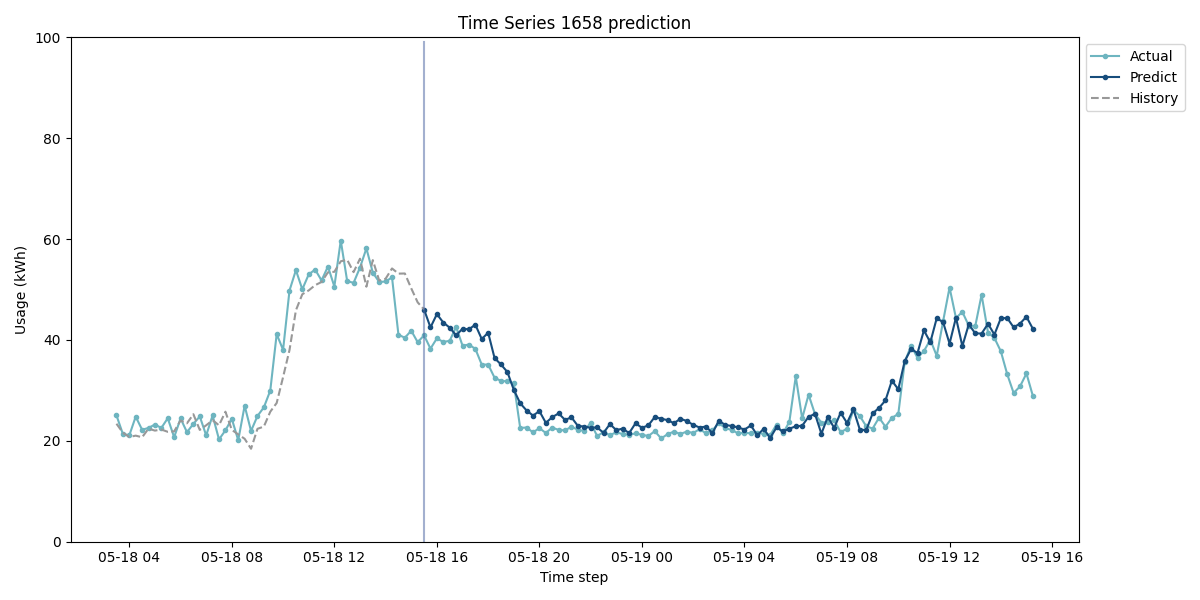 Time Series 1658 prediction
Actual
Predict
History
Usage (kWh)
100
80
60
40
20
0
05-18 04
05-18 08
05-18 12
05-18 16
05-18 20
05-19 00
05-19 04
05-19 08
05-19 12
05-19 16
Time step